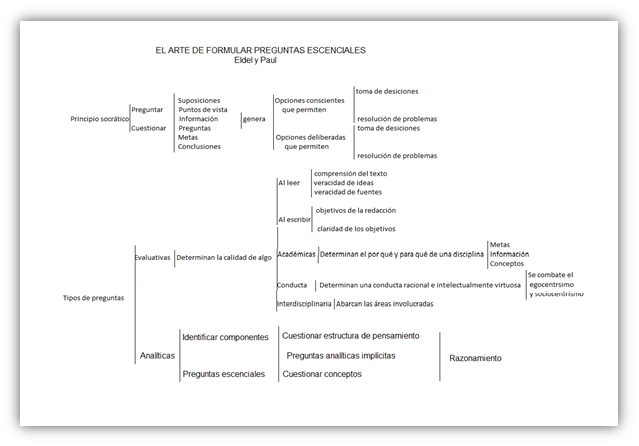 EL ARTE DE FORMULAR PREGUNTAS ESCENCIALES
Eldel y Paul
Principio socrático
Preguntar
Cuestionar
Suposiciones
Puntos de vista
Información
Preguntas
Metas
Conclusiones
genera
Opciones conscientes
que permiten
toma de desiciones
resolución de problemas
Opciones deliberadas
que permiten
toma de desiciones
resolución de problemas
Tipos de preguntas
Evaluativas
Determinan la calidad de algo
Al leer
comprensión del texto
veracidad de ideas
veracidad de fuentes
Al escribir
objetivos de la redacción
claridad de los objetivos
Académicas
Determinan el por qué y para qué de una disciplina
Metas
Información
Conceptos
Conducta
Determinan una conducta racional e intelectualmente virtuosa
Se combate el
egocentrsimo
y sociocentrismo
Interdisciplinaria
Abarcan las áreas involucradas
Analíticas
Identificar componentes
Preguntas escenciales
Cuestionar estructura de pensamiento
Preguntas analíticas implícitas
Cuestionar conceptos
Razonamiento